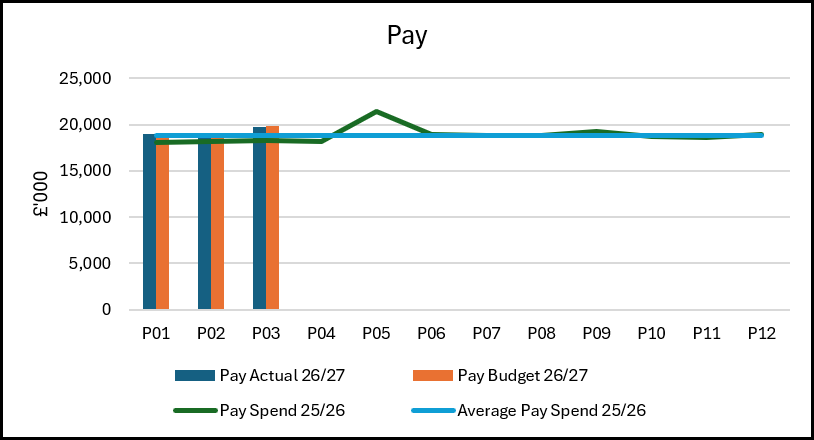 Pay
25,000
20,000
15,000
10,000
5,000
0
£'000
P01 P02 P03 P04 P05 P06 P07 P08 P09 P10 P11 P12
Pay Actual 26/27 Pay Budget 26/27
Pay Spend 25/26 Average Pay Spend 25/26